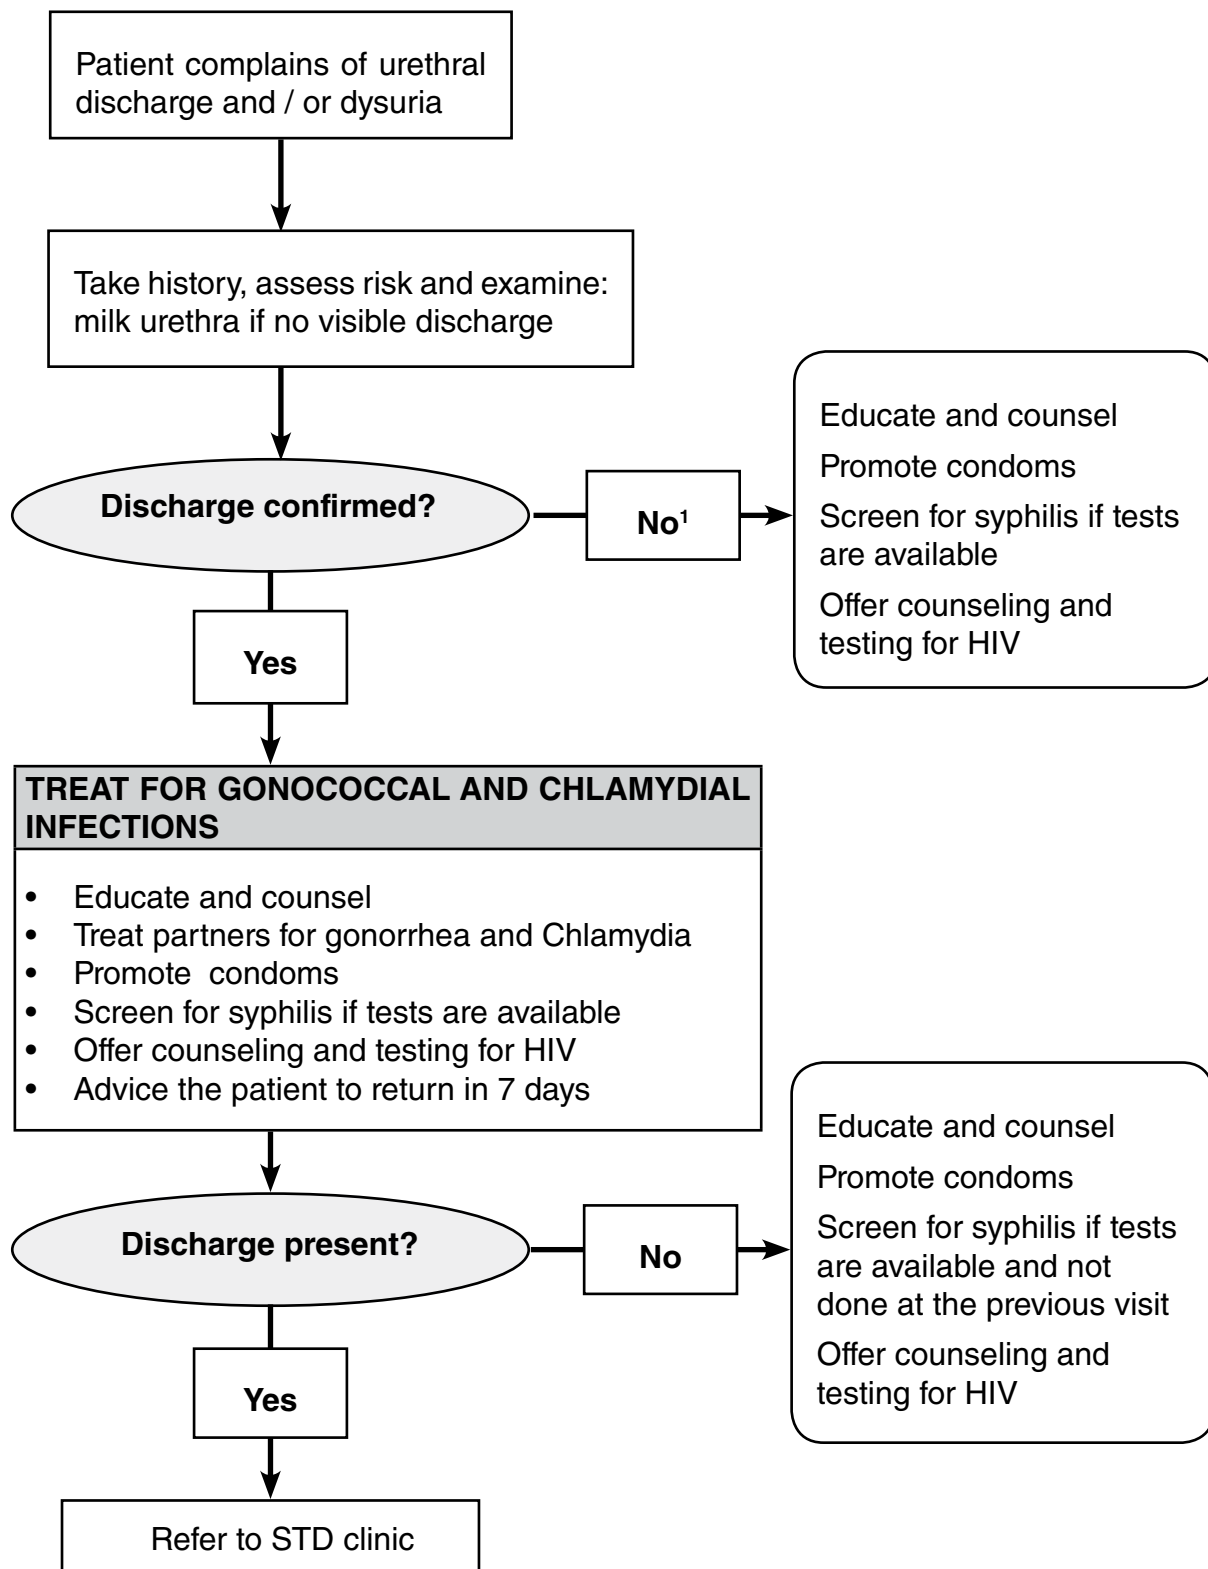 Patient complains of urethral
discharge and / or dysuria
Take history, assess risk and examine:
milk urethra if no visible discharge
Discharge confirmed?
No¹
Educate and counsel
Promote condoms
Screen for syphilis if tests
are available
Offer counseling and
testing for HIV
Yes
TREAT FOR GONOCOCCAL AND CHLAMYDIAL
INFECTIONS
• Educate and counsel
• Treat partners for gonorrhea and Chlamydia
• Promote condoms
• Screen for syphilis if tests are available
• Offer counseling and testing for HIV
• Advice the patient to return in 7 days
Discharge present?
No
Educate and counsel
Promote condoms
Screen for syphilis if tests
are available and not
done at the previous visit
Offer counseling and
testing for HIV
Yes
Refer to STD clinic